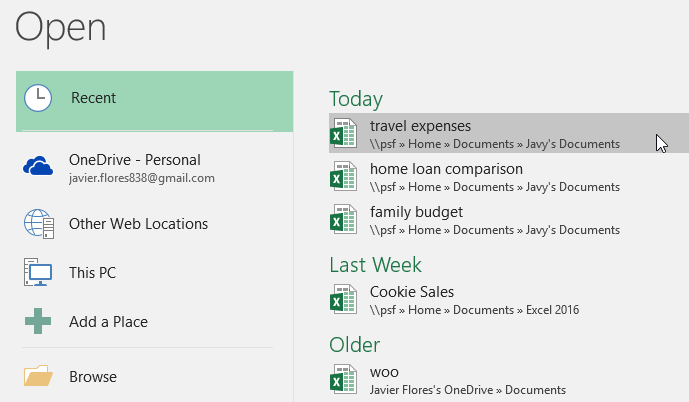 Open
Recent
OneDrive - Personal
javier.flores838@gmail.com
Other Web Locations
This PC
Add a Place
Browse
Today
travel expenses
\\psf » Home » Documents » Javy's Documents
home loan comparison
\\psf » Home » Documents » Javy's Documents
family budget
\\psf » Home » Documents » Javy's Documents
Last Week
Cookie Sales
\\psf » Home » Documents » Excel 2016
Older
woo
Javier Flores's OneDrive » Documents